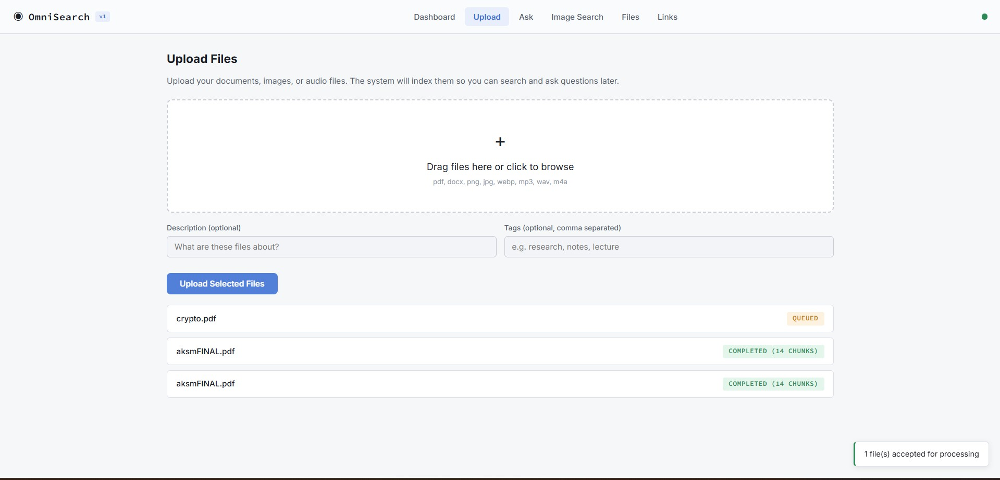 OmniSearch v1 Dashboard Upload Ask Image Search Files Links
Upload Files
Upload your documents, images, or audio files. The system will index them so you can search and ask questions later.
+
Drag files here or click to browse
pdf, docx, png, jpg, webp, mp3, wav, m4a
Description (optional) Tags (optional, comma separated)
What are these files about? e.g. research, notes, lecture
Upload Selected Files
crypto.pdf QUEUED
aksmFINAL.pdf COMPLETED (14 CHUNKS)
aksmFINAL.pdf COMPLETED (14 CHUNKS)
1 file(s) accepted for processing